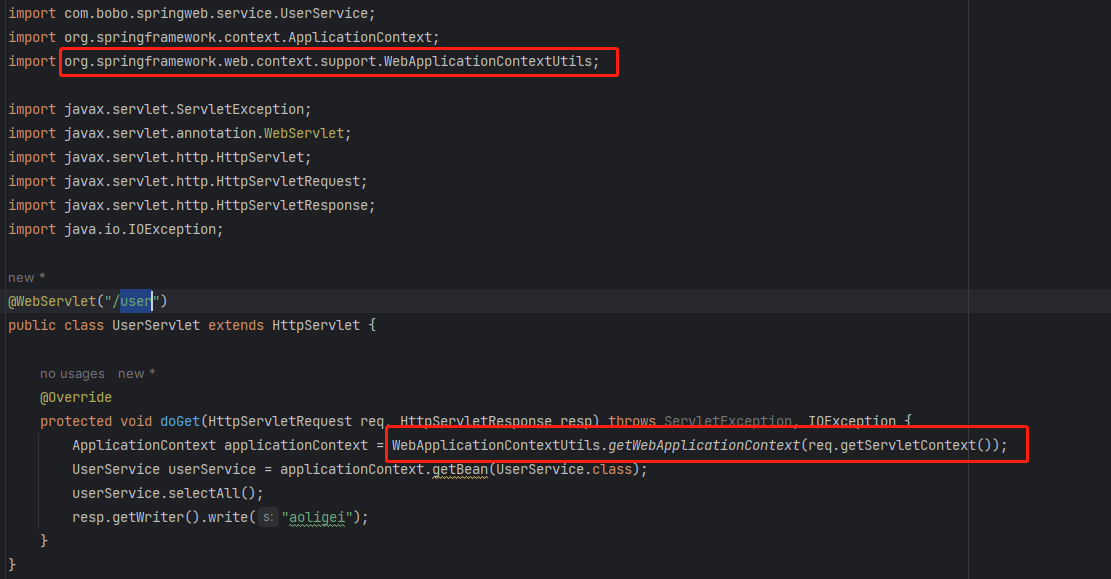 import com.bobo.springweb.service.UserService;
import org.springframework.context.ApplicationContext;
import org.springframework.web.context.support.WebApplicationContextUtils;
import javax.servlet.ServletException;
import javax.servlet.annotation.WebServlet;
import javax.servlet.http.HttpServlet;
import javax.servlet.http.HttpServletRequest;
import javax.servlet.http.HttpServletResponse;
import java.io.IOException;
new *
@WebServlet("/user")
public class UserServlet extends HttpServlet {
no usages new *
@Override
protected void doGet(HttpServletRequest req, HttpServletResponse resp) throws ServletException, IOException {
ApplicationContext applicationContext = WebApplicationContextUtils.getWebApplicationContext(req.getServletContext());
UserService userService = applicationContext.getBean(UserService.class);
userService.selectAll();
resp.getWriter().write( s: "aoligei");
}
}